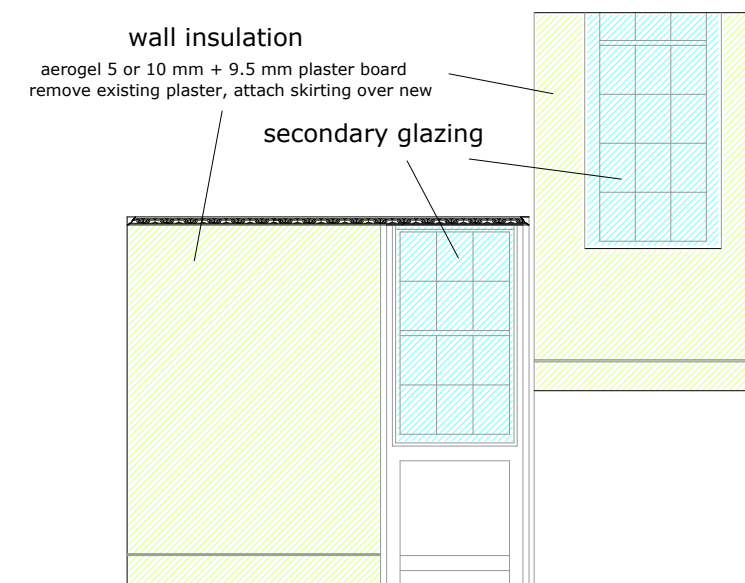 wall insulation
aerogel 5 or 10 mm + 9.5 mm plaster board
remove existing plaster, attach skirting over new
secondary glazing